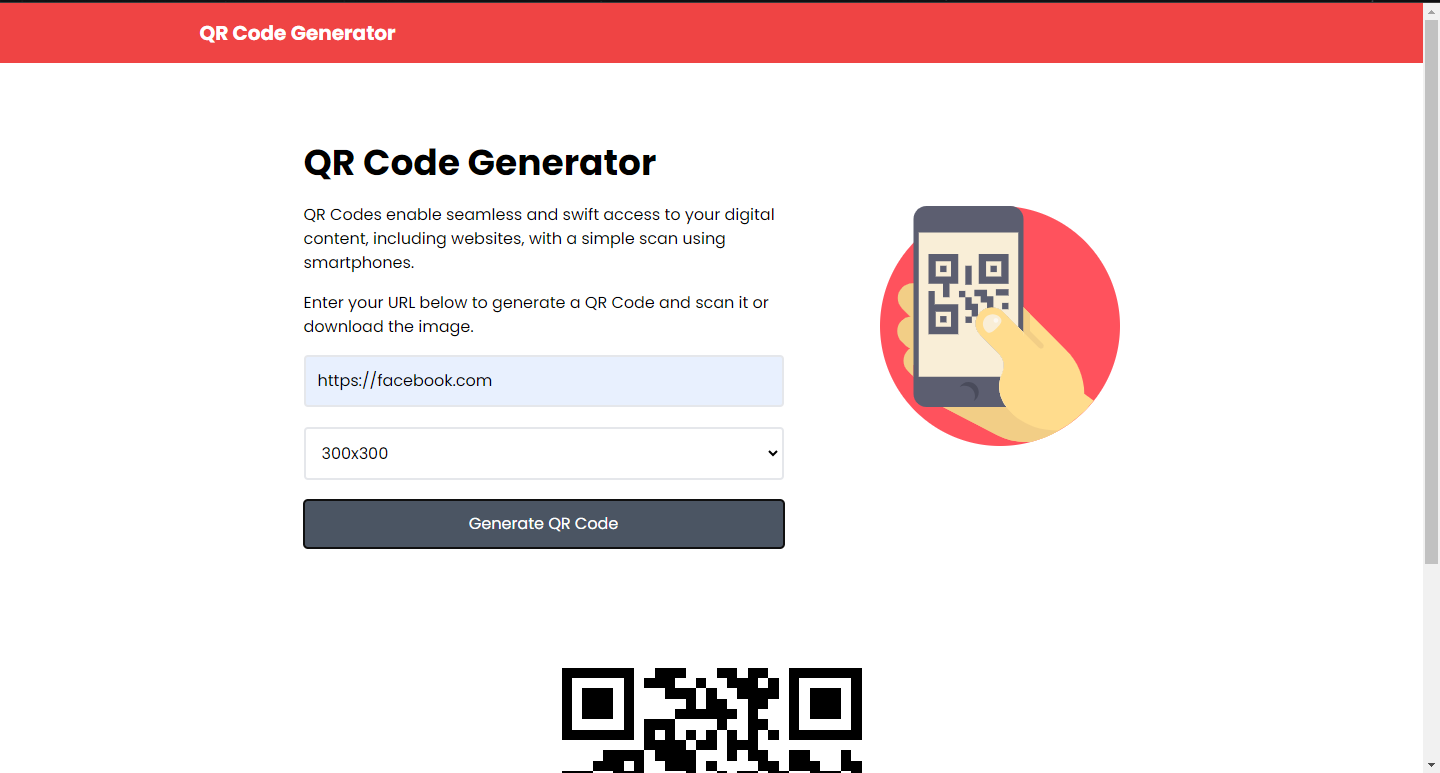 QR Code Generator
QR Code Generator
QR Codes enable seamless and swift access to your digital
content, including websites, with a simple scan using
smartphones.
Enter your URL below to generate a QR Code and scan it or
download the image.
https://facebook.com
300x300
Generate QR Code